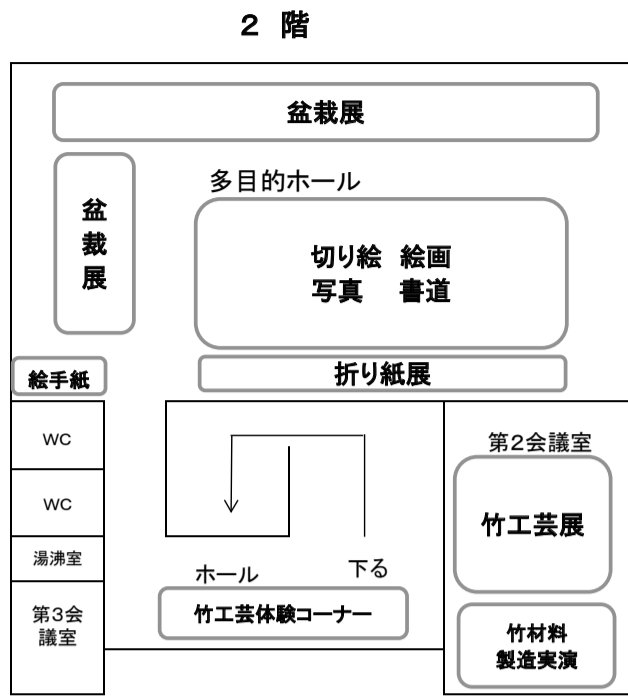 2 階
盆栽展
多目的ホール
盆
裁
展
切り絵 絵画
写真 書道
絵手紙
折り紙展
WC
第2会議室
WC
竹工芸展
湯沸室
ホール
下る
竹工芸体験コーナー
第3会
議室
竹材料
製造実演